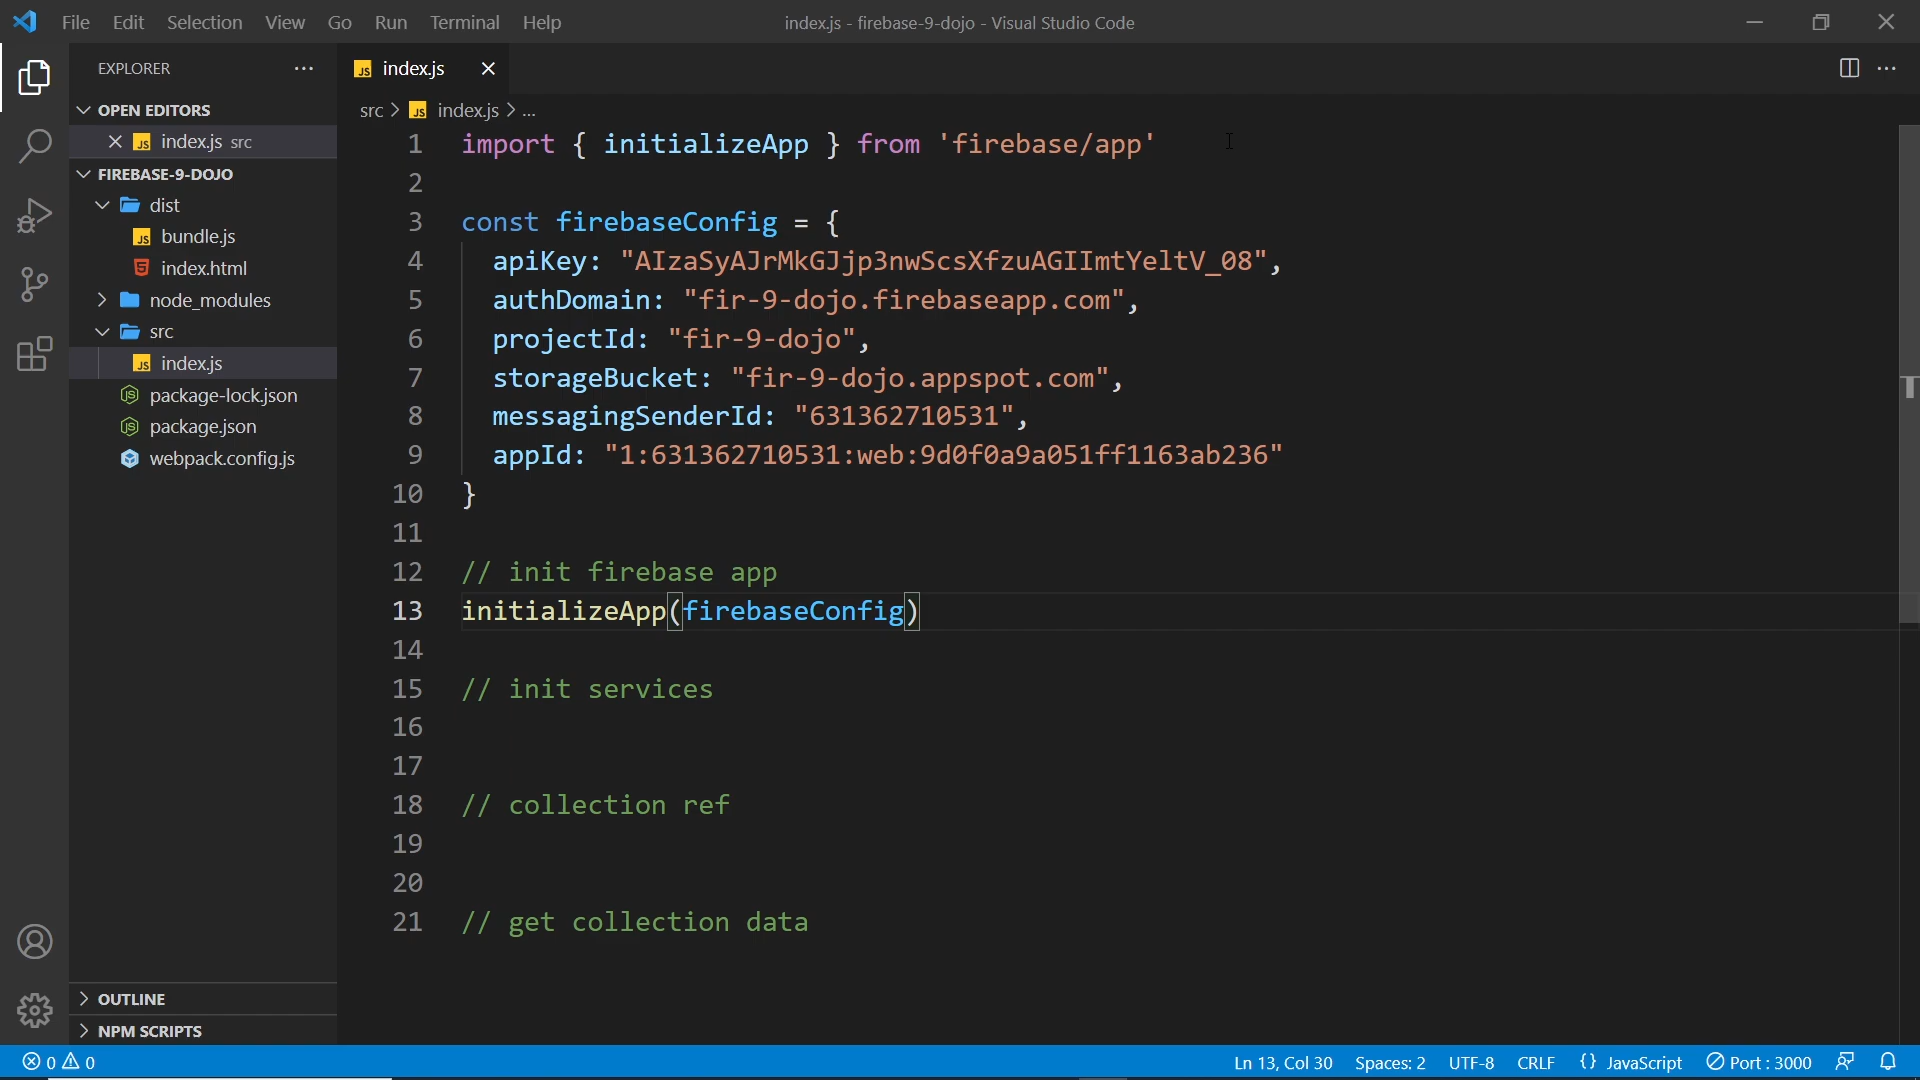 File Edit Selection View Go Run Terminal Help
index.js - firebase-9-dojo - Visual Studio Code
EXPLORER
OPEN EDITORS
JS index.js src
FIREBASE-9-DOJO
dist
JS bundle.js
index.html
node_modules
src
JS index.js
package-lock.json
package.json
webpack.config.js
OUTLINE
NPM SCRIPTS
JS index.js
src > JS index.js > ...
1 import { initializeApp } from 'firebase/app'
2
3 const firebaseConfig = {
4 apiKey: "AIzaSyAJrMkGJjp3nwScsXfzuAGIImtYeltV_08",
5 authDomain: "fir-9-dojo.firebaseapp.com",
6 projectId: "fir-9-dojo",
7 storageBucket: "fir-9-dojo.appspot.com",
8 messagingSenderId: "631362710531",
9 appId: "1:631362710531:web:9d0f0a9a051ff1163ab236"
10 }
11
12 // init firebase app
13 initializeApp(firebaseConfig)
14
15 // init services
16
17
18 // collection ref
19
20
21 // get collection data
0 0
Ln 13, Col 30 Spaces: 2 UTF-8 CRLF {} JavaScript Port : 3000